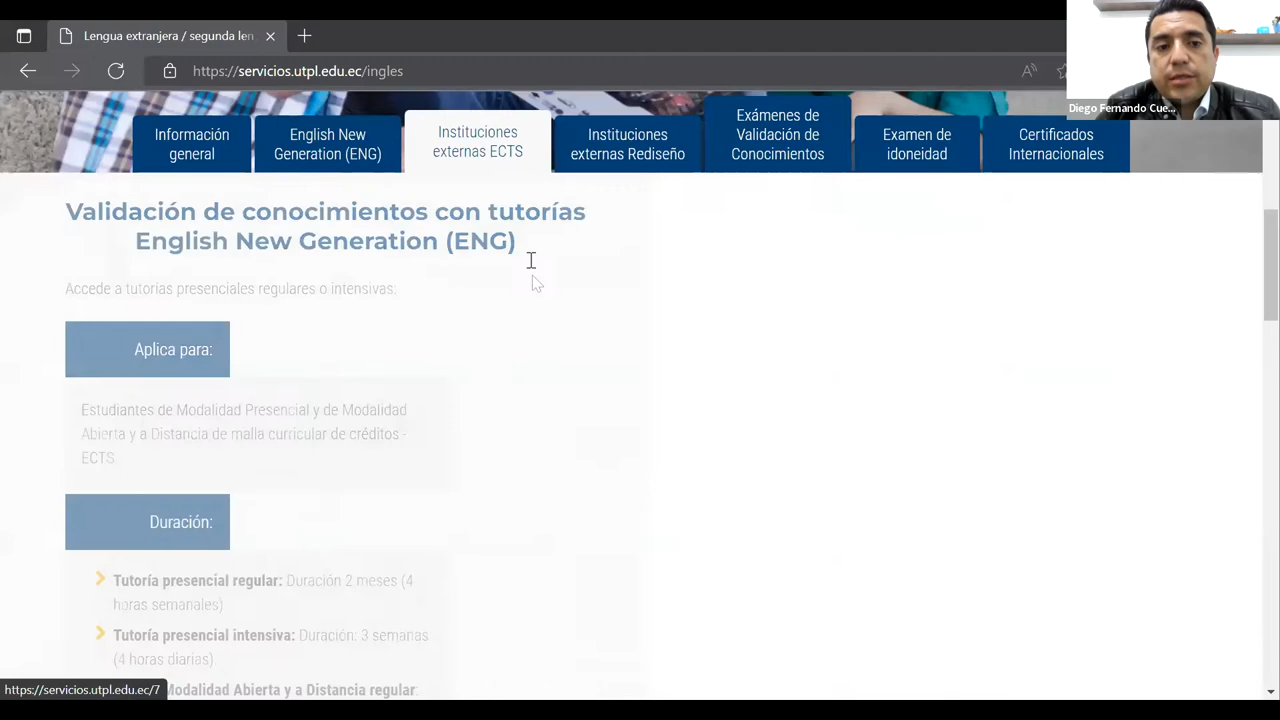 Lengua extranjera / segunda len
https://servicios.utpl.edu.ec/ingles
Diego Fernando Cue...
Información
general
English New
Generation (ENG)
Instituciones
externas ECTS
Instituciones
externas Rediseño
Exámenes de
Validación de
Conocimientos
Examen de
idoneidad
Certificados
Internacionales
Validación de conocimientos con tutorías
English New Generation (ENG)
Accede a tutorías presenciales regulares o intensivas:
Aplica para:
Estudiantes de Modalidad Presencial y de Modalidad
Abierta y a Distancia de malla curricular de créditos -
ECTS
Duración:
Tutoría presencial regular: Duración 2 meses (4
horas semanales)
Tutoría presencial intensiva: Duración: 3 semanas
(4 horas diarias)
Modalidad Abierta y a Distancia regular:
https://servicios.utpl.edu.ec/7